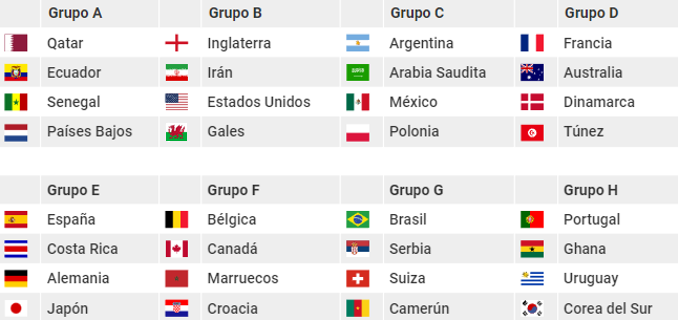 Grupo A Grupo B Grupo C Grupo D
Qatar Inglaterra Argentina Francia
Ecuador Irán Arabia Saudita Australia
Senegal Estados Unidos México Dinamarca
Países Bajos Gales Polonia Túnez
Grupo E Grupo F Grupo G Grupo H
España Bélgica Brasil Portugal
Costa Rica Canadá Serbia Ghana
Alemania Marruecos Suiza Uruguay
Japón Croacia Camerún Corea del Sur